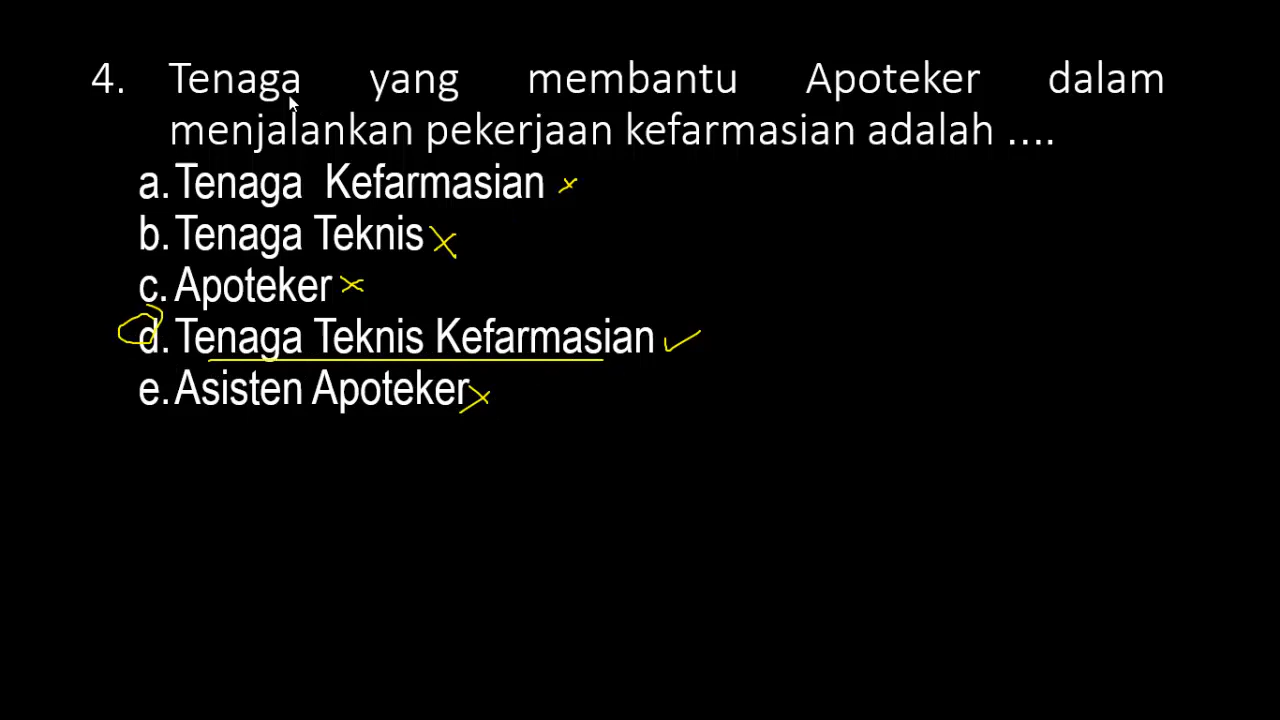 4. Tenaga yang membantu Apoteker dalam
menjalankan pekerjaan kefarmasian adalah ....
a. Tenaga Kefarmasian
b. Tenaga Teknis
c. Apoteker
d. Tenaga Teknis Kefarmasian
e. Asisten Apoteker